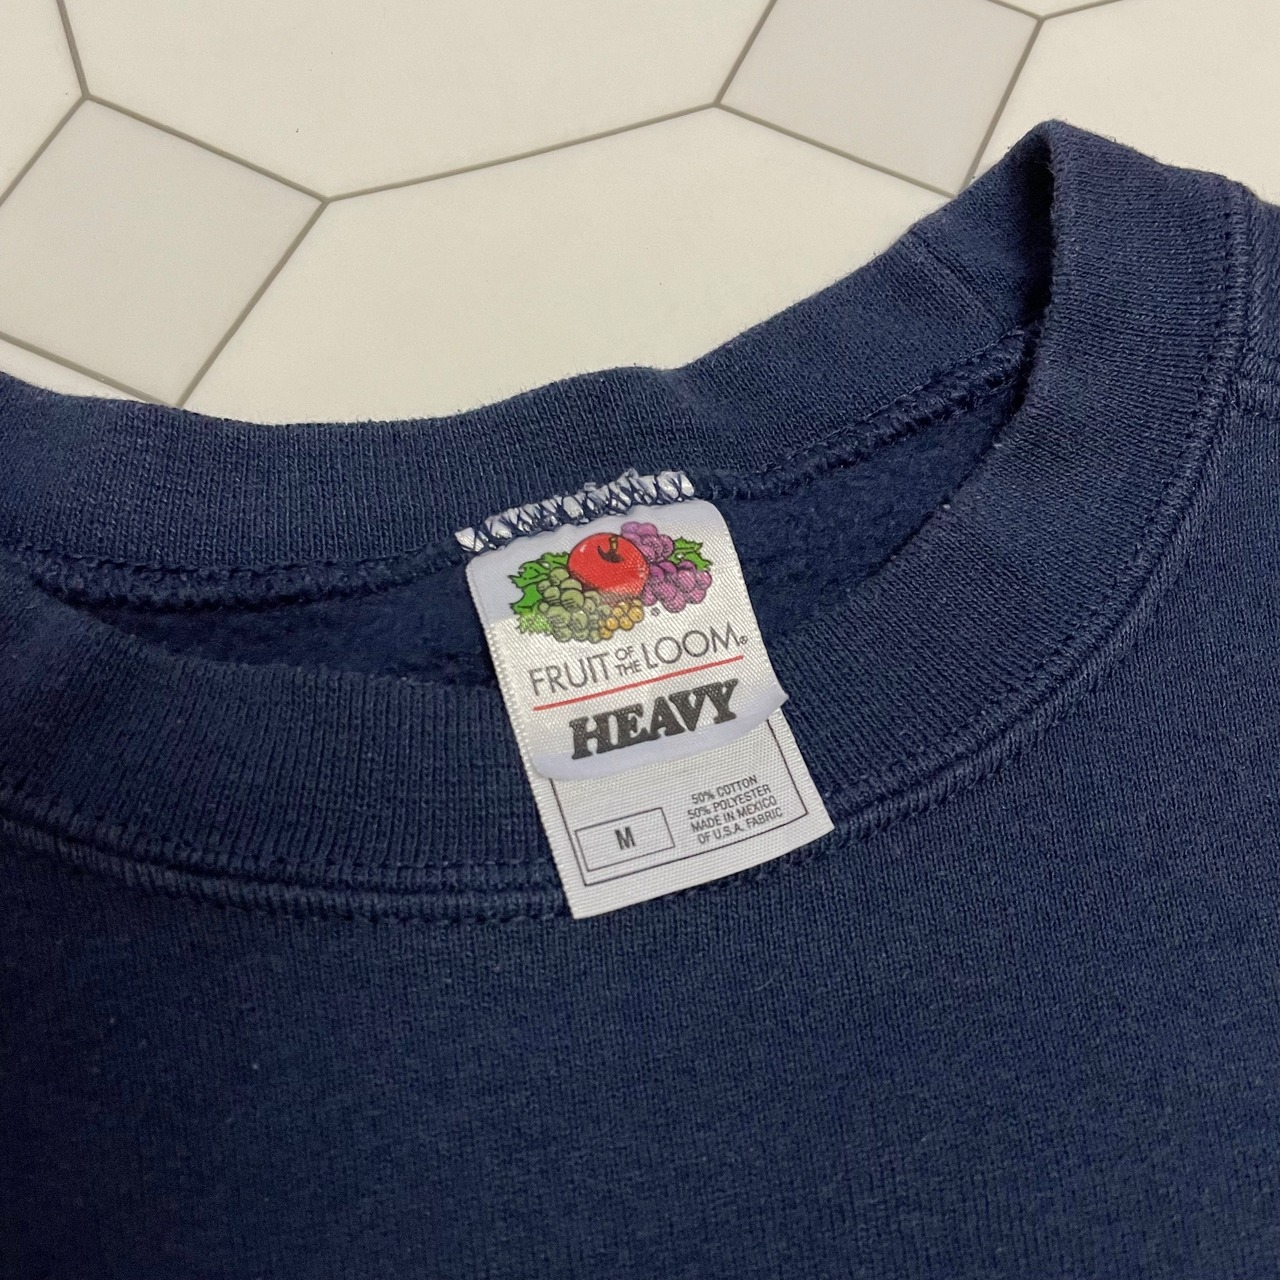 FRUIT OF THE LOOM®
HEAVY
M
50% COTTON
50% POLYESTER
MADE IN MEXICO
OF U.S.A. FABRIC